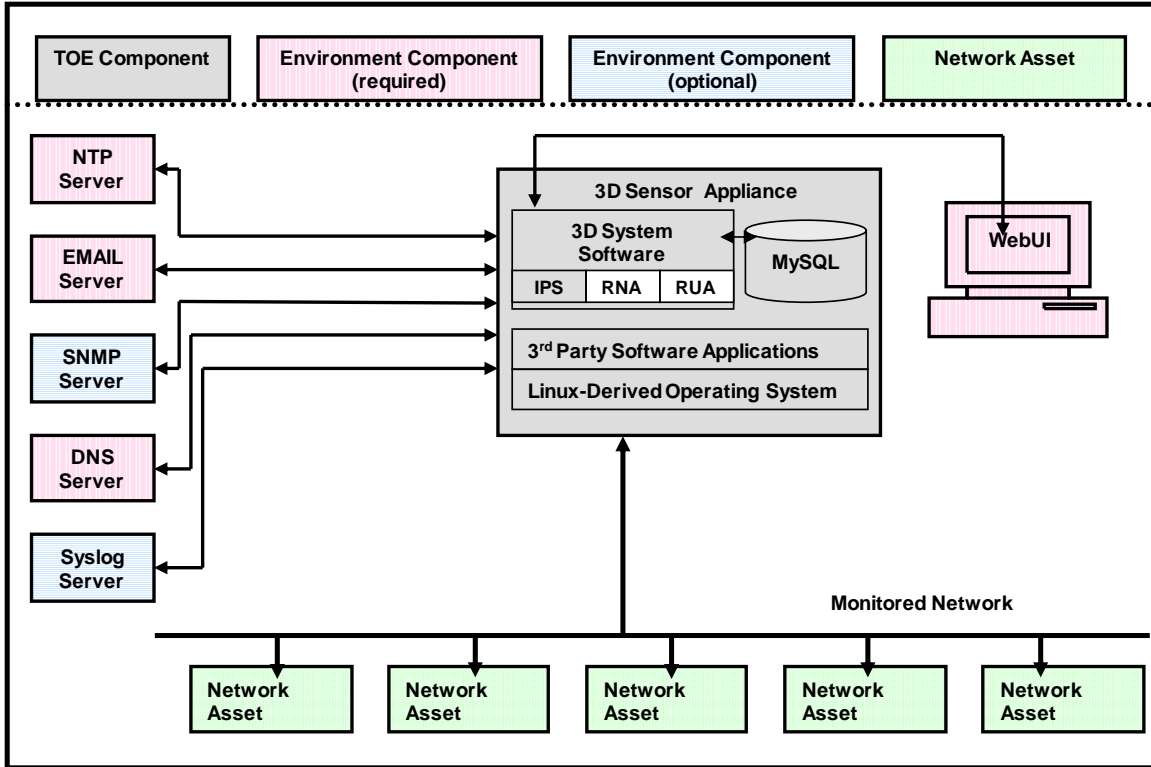 TOE Component
Environment Component
(required)
Environment Component
(optional)
Network Asset
NTP
Server
EMAIL
Server
SNMP
Server
DNS
Server
Syslog
Server
3D Sensor Appliance
3D System
Software
IPS
RNA
RUA
MySQL
3rd Party Software Applications
Linux-Derived Operating System
WebUI
Monitored Network
Network
Asset
Network
Asset
Network
Asset
Network
Asset
Network
Asset